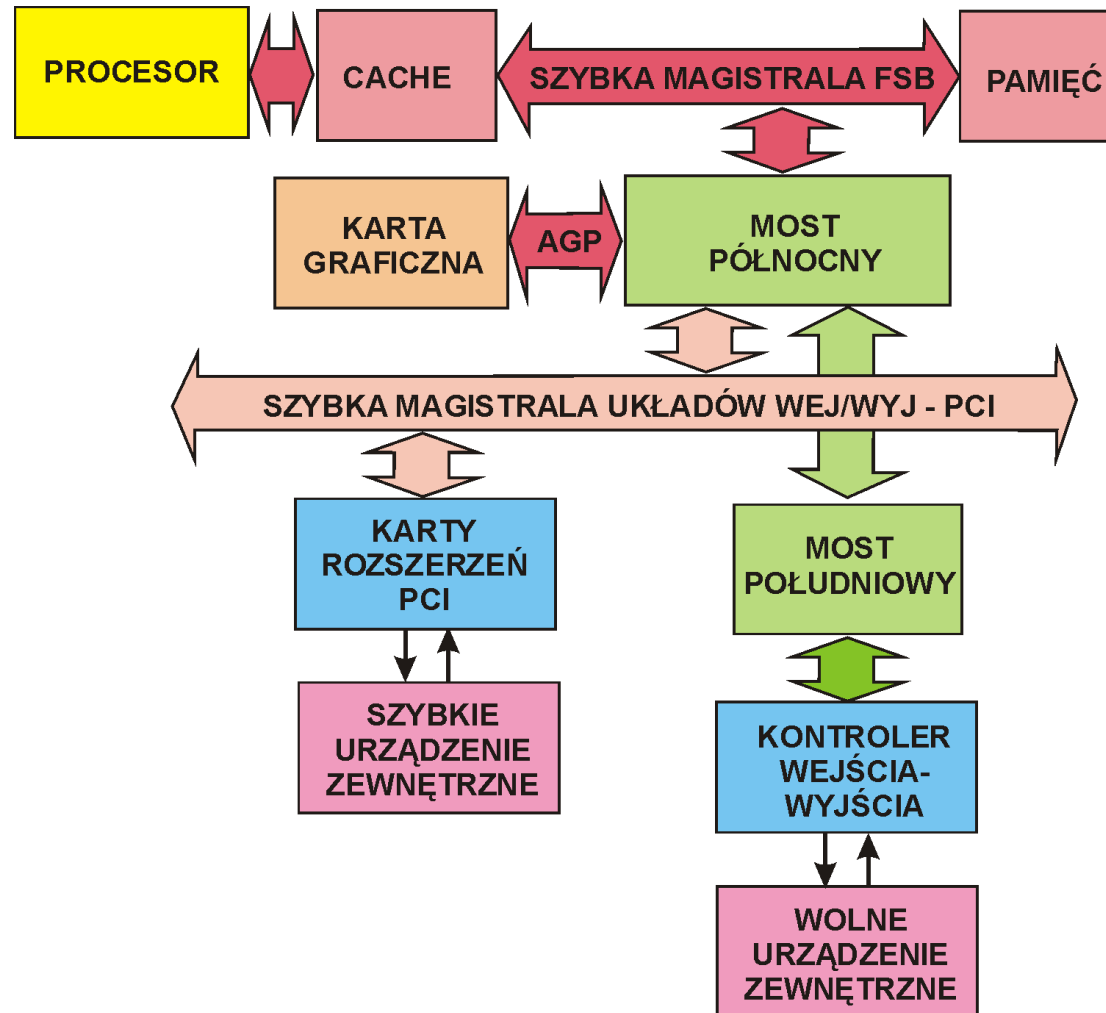 PROCESOR
CACHE
SZYBKA MAGISTRALA FSB
PAMIĘĆ
KARTA
GRAFICZNA
AGP
MOST
PÓŁNOCNY
SZYBKA MAGISTRALA UKŁADÓW WEJ/WYJ - PCI
KARTY
ROZSZERZEŃ
PCI
MOST
POŁUDNIOWY
SZYBKIE
URZĄDZENIE
ZEWNĘTRZNE
KONTROLER
WEJŚCIA-
WYJŚCIA
WOLNE
URZĄDZENIE
ZEWNĘTRZNE